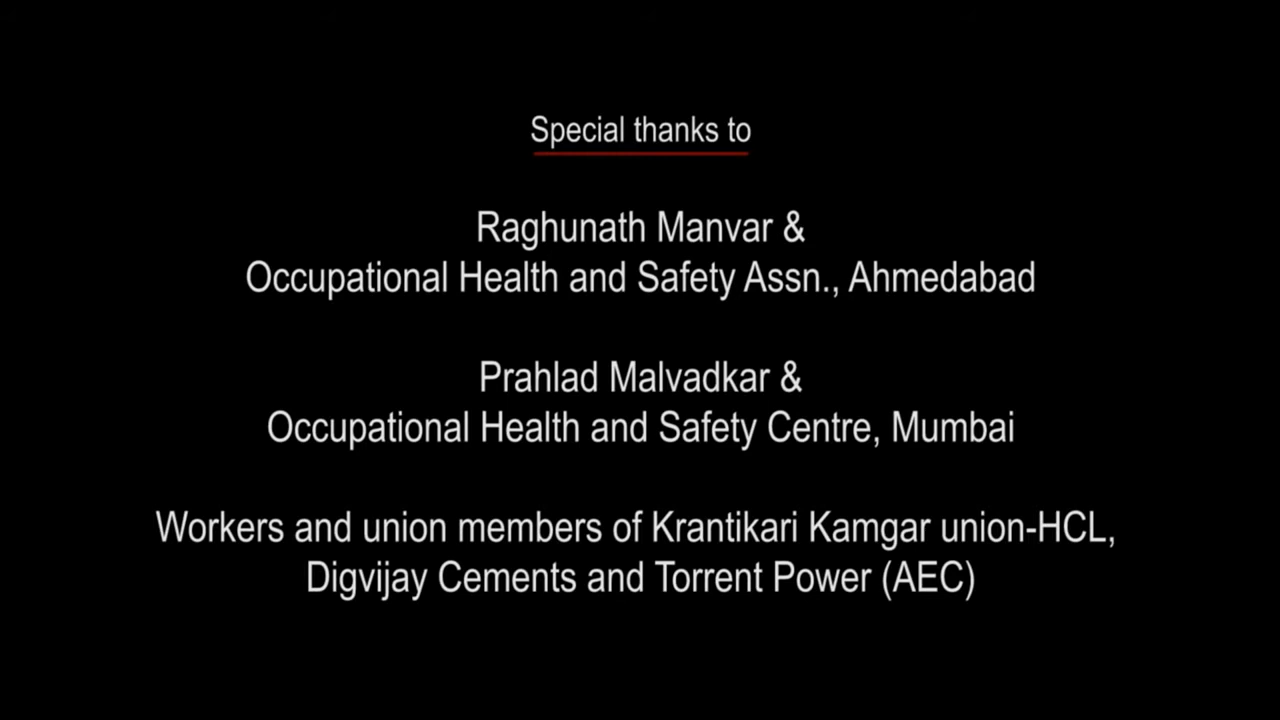 Special thanks to
Raghunath Manvar &
Occupational Health and Safety Assn., Ahmedabad
Prahlad Malvadkar &
Occupational Health and Safety Centre, Mumbai
Workers and union members of Krantikari Kamgar union-HCL,
Digvijay Cements and Torrent Power (AEC)